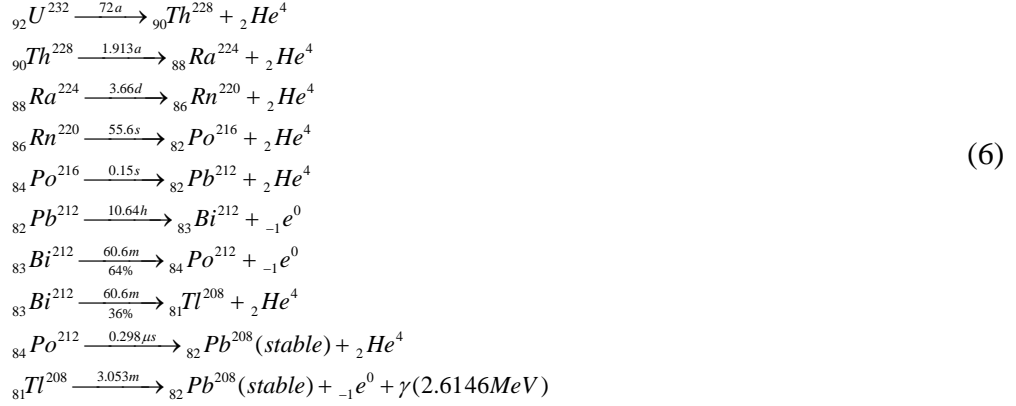 ₉₂U²³² —72a→ ₉₀Th²²⁸ + ₂He⁴
₉₀Th²²⁸ —1.913a→ ₈₈Ra²²⁴ + ₂He⁴
₈₈Ra²²⁴ —3.66d→ ₈₆Rn²²⁰ + ₂He⁴
₈₆Rn²²⁰ —55.6s→ ₈₂Po²¹⁶ + ₂He⁴
(6)
₈₄Po²¹⁶ —0.15s→ ₈₂Pb²¹² + ₂He⁴
₈₂Pb²¹² —10.64h→ ₈₃Bi²¹² + ₋₁e⁰
₈₃Bi²¹² —60.6m 64%→ ₈₄Po²¹² + ₋₁e⁰
₈₃Bi²¹² —60.6m 36%→ ₈₁Tl²⁰⁸ + ₂He⁴
₈₄Po²¹² —0.298μs→ ₈₂Pb²⁰⁸(stable) + ₂He⁴
₈₁Tl²⁰⁸ —3.053m→ ₈₂Pb²⁰⁸(stable) + ₋₁e⁰ + γ(2.6146MeV)